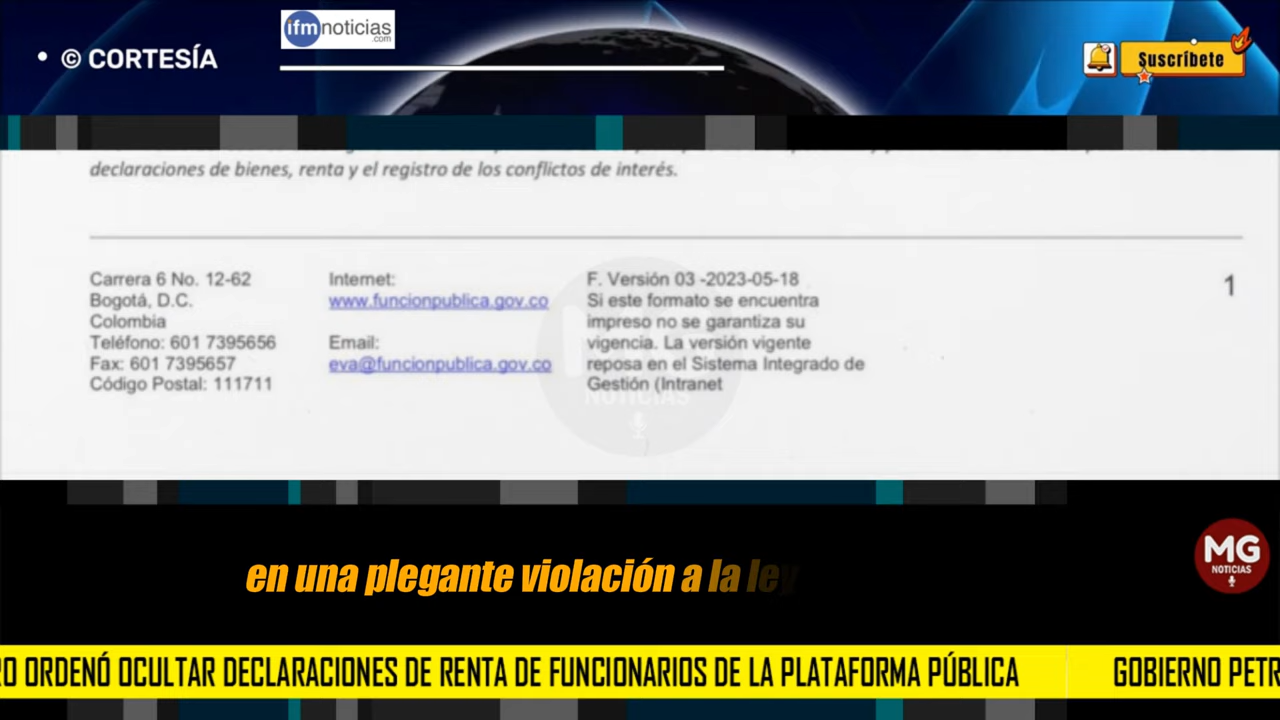 • © CORTESÍA
ifmnoticias
.com
Suscríbete
declaraciones de bienes, renta y el registro de los conflictos de interés.
Carrera 6 No. 12-62
Bogotá, D.C.
Colombia
Teléfono: 601 7395656
Fax: 601 7395657
Código Postal: 111711
Internet:
www.funcionpublica.gov.co
Email:
eva@funcionpublica.gov.co
F. Versión 03 -2023-05-18
Si este formato se encuentra
impreso no se garantiza su
vigencia. La versión vigente
reposa en el Sistema Integrado de
Gestión (Intranet
1
NOTICIAS
en una plegante violación a la ley
MG
NOTICIAS
RO ORDENÓ OCULTAR DECLARACIONES DE RENTA DE FUNCIONARIOS DE LA PLATAFORMA PÚBLICA GOBIERNO PETR